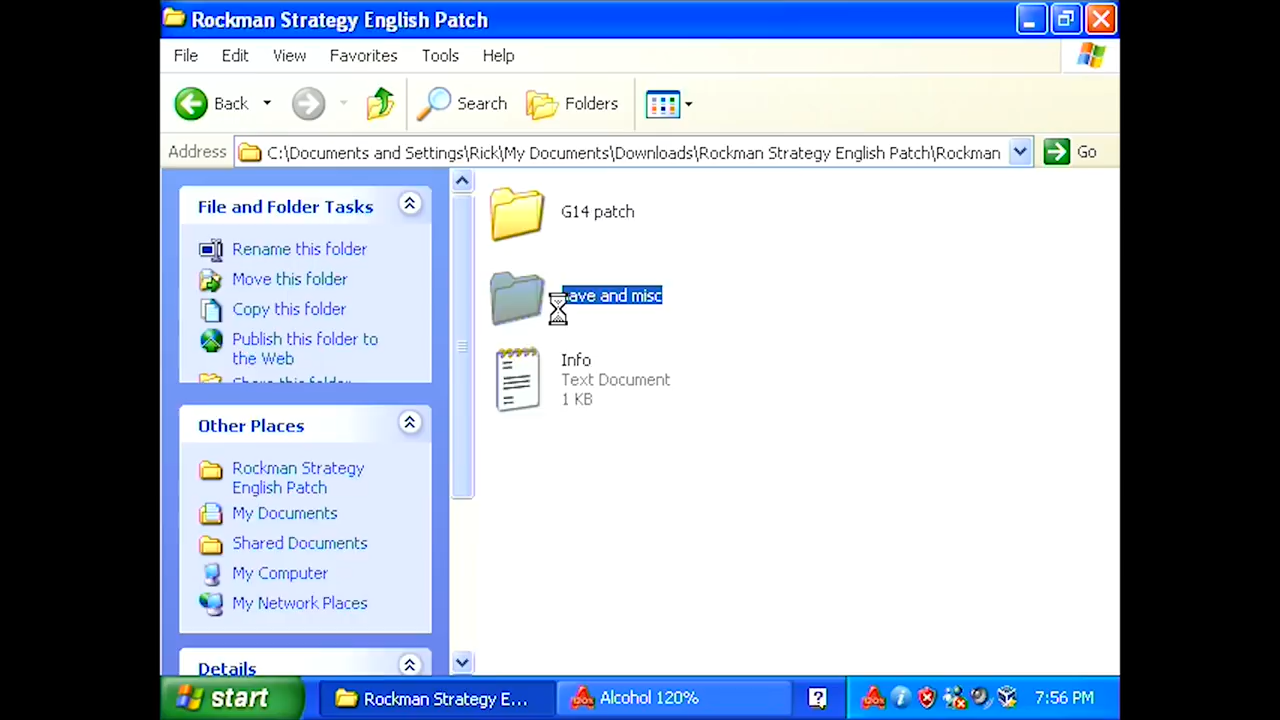 Rockman Strategy English Patch
File Edit View Favorites Tools Help
Back Search Folders
Address C:\Documents and Settings\Rick\My Documents\Downloads\Rockman Strategy English Patch\Rockman Go
File and Folder Tasks
Rename this folder
Move this folder
Copy this folder
Publish this folder to
the Web
Share this folder
Other Places
Rockman Strategy
English Patch
My Documents
Shared Documents
My Computer
My Network Places
Details
G14 patch
ave and misc
Info
Text Document
1 KB
start Rockman Strategy E... Alcohol 120% 7:56 PM